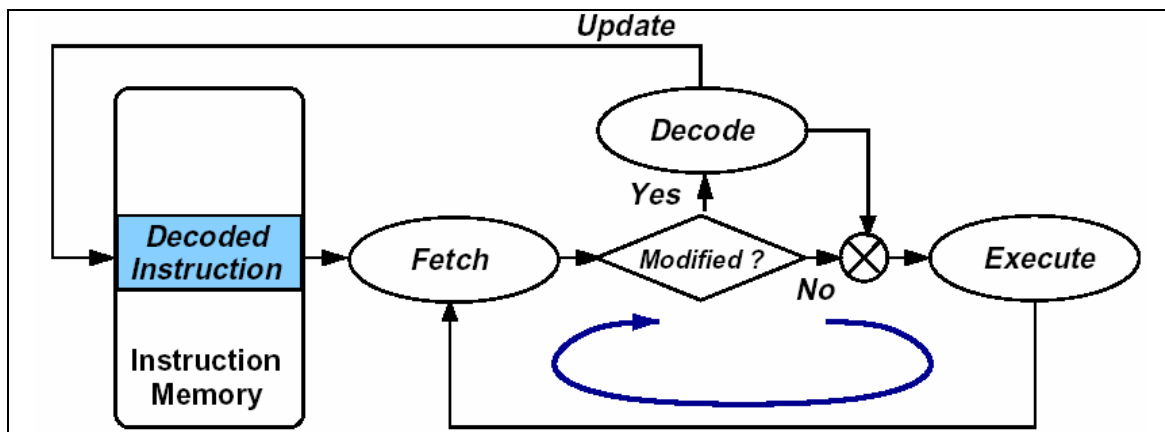 Update
Decode
Yes
Decoded
Instruction
Fetch
Modified ?
No
Execute
Instruction
Memory